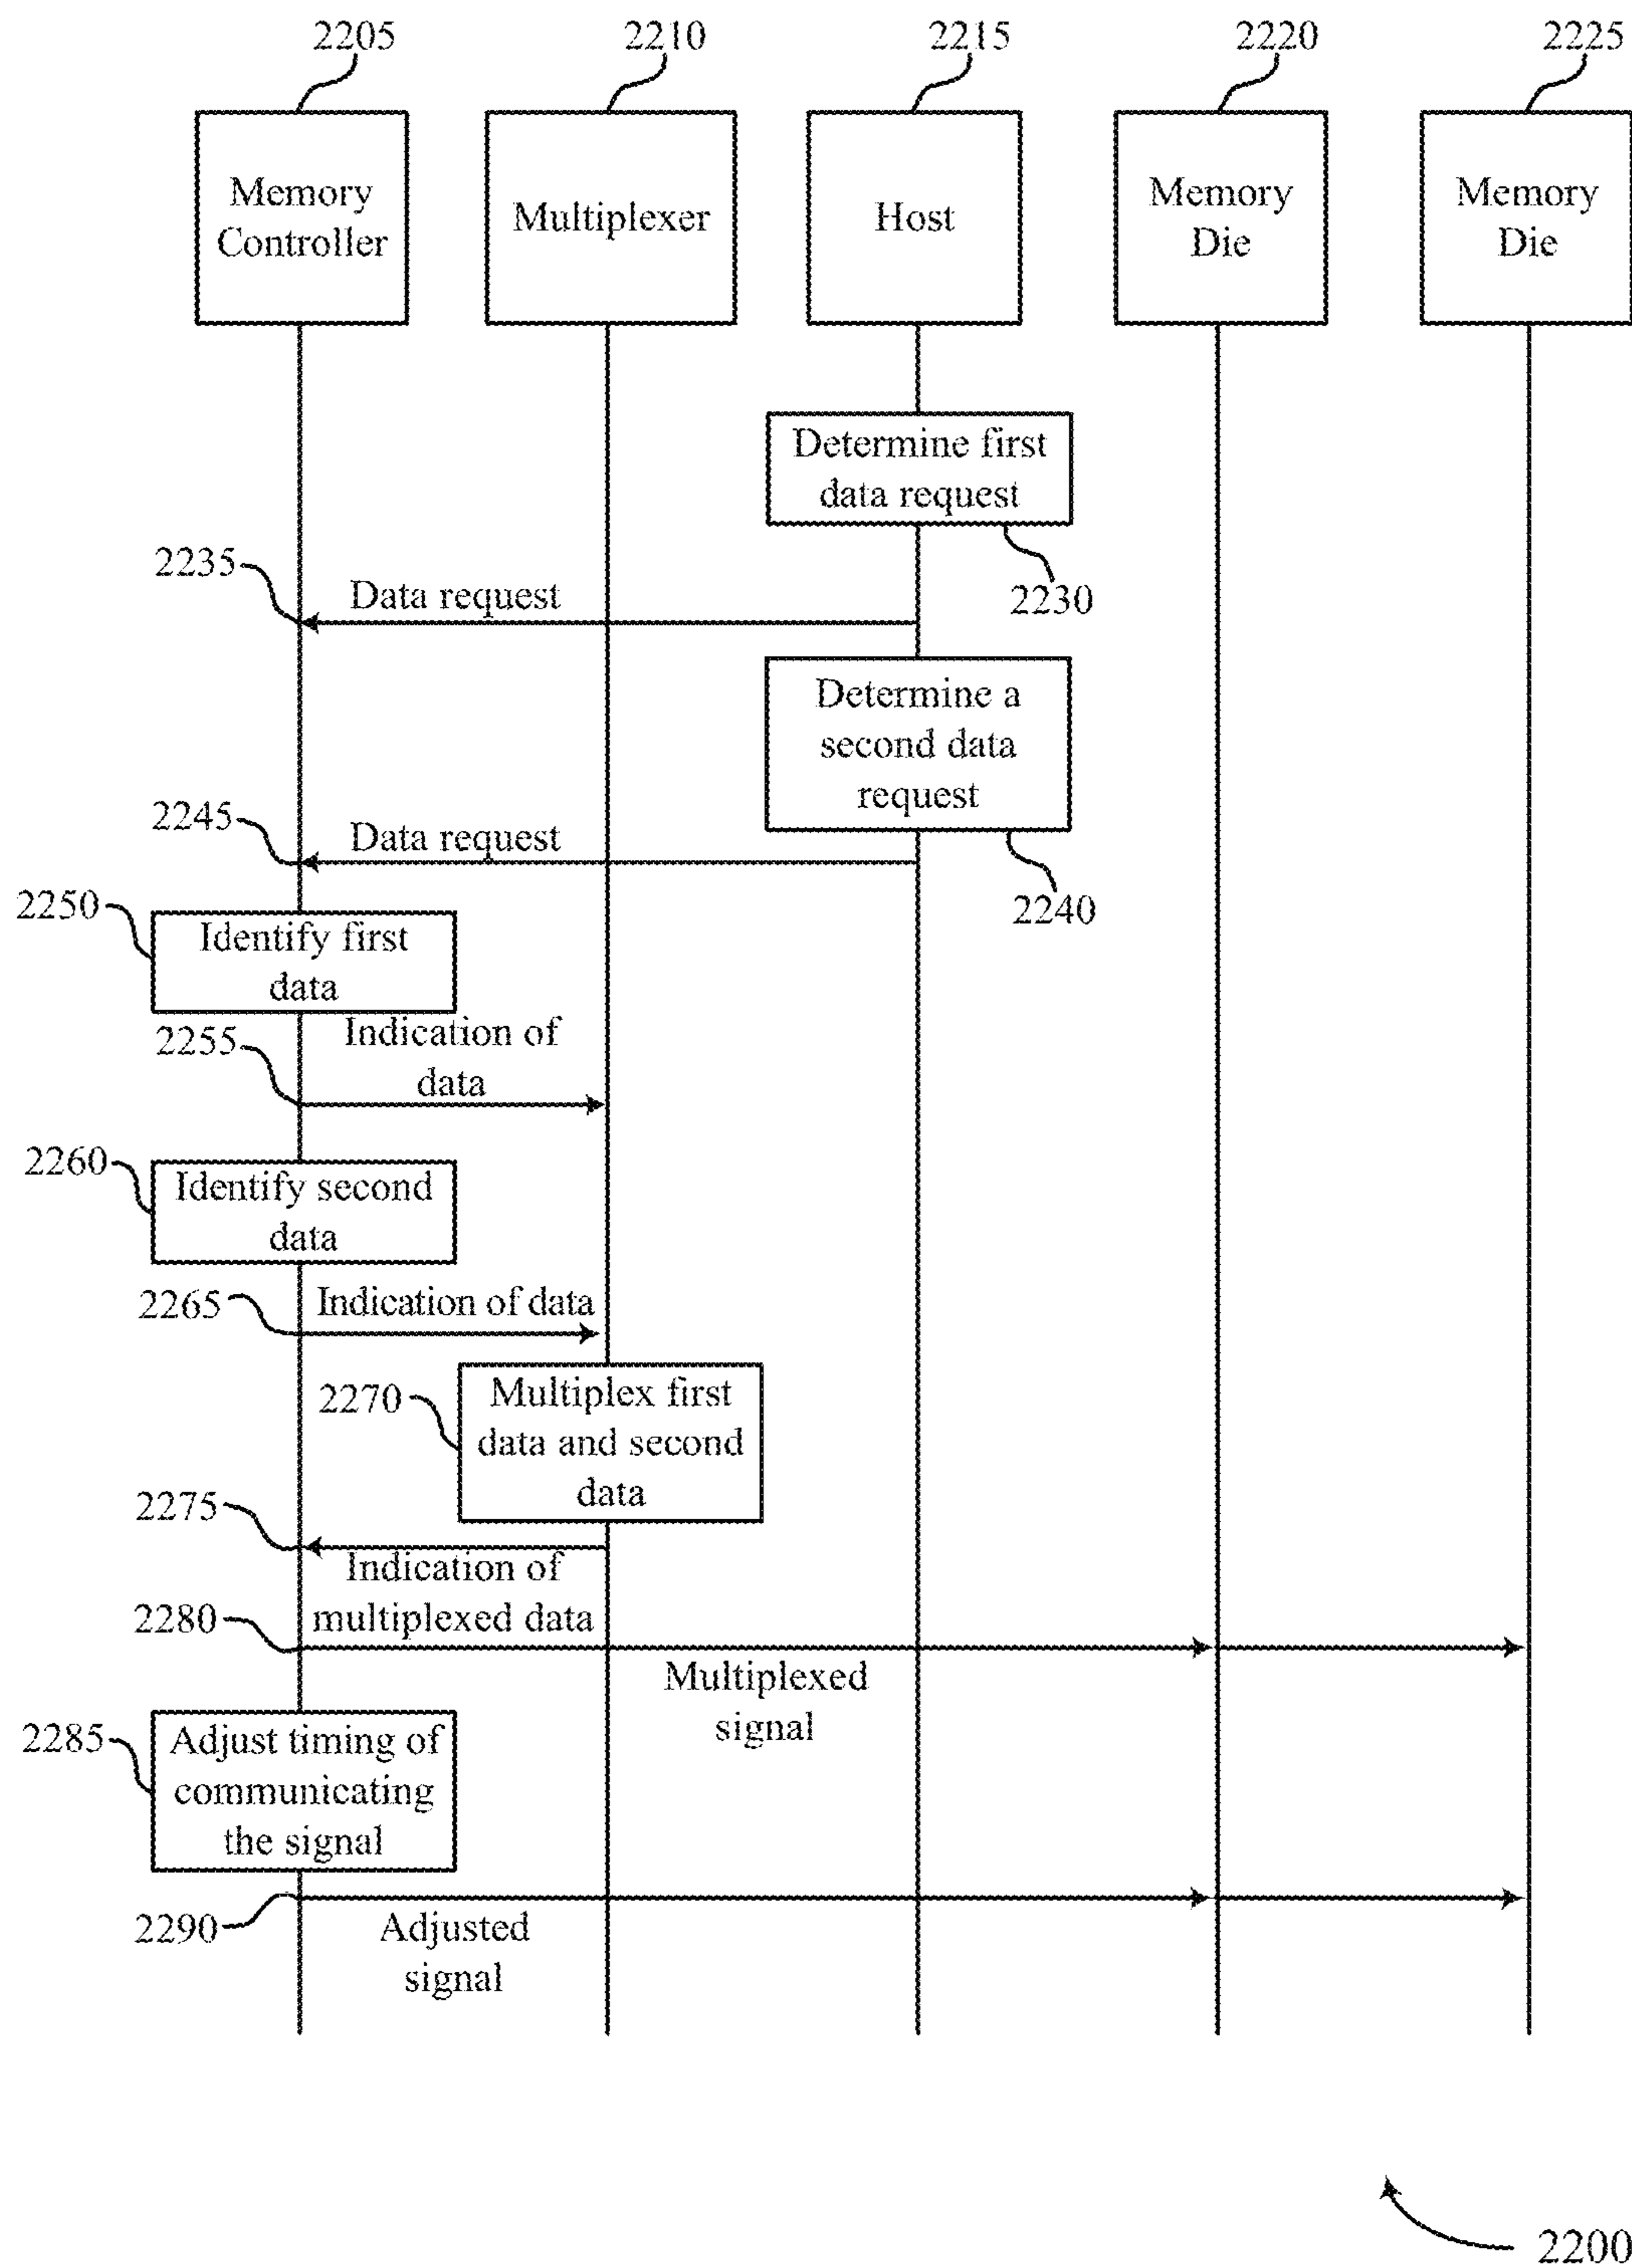 2205
2210
2215
2220
2225
Memory
Controller
Multiplexer
Host
Memory
Die
Memory
Die
Determine first
data request
2230
2235
Data request
Determine a
second data
request
2240
2245
Data request
2250
Identify first
data
2255
Indication of
data
2260
Identify second
data
2265
Indication of data
2270
Multiplex first
data and second
data
2275
Indication of
multiplexed data
2280
Multiplexed
signal
2285
Adjust timing of
communicating
the signal
2290
Adjusted
signal
2200